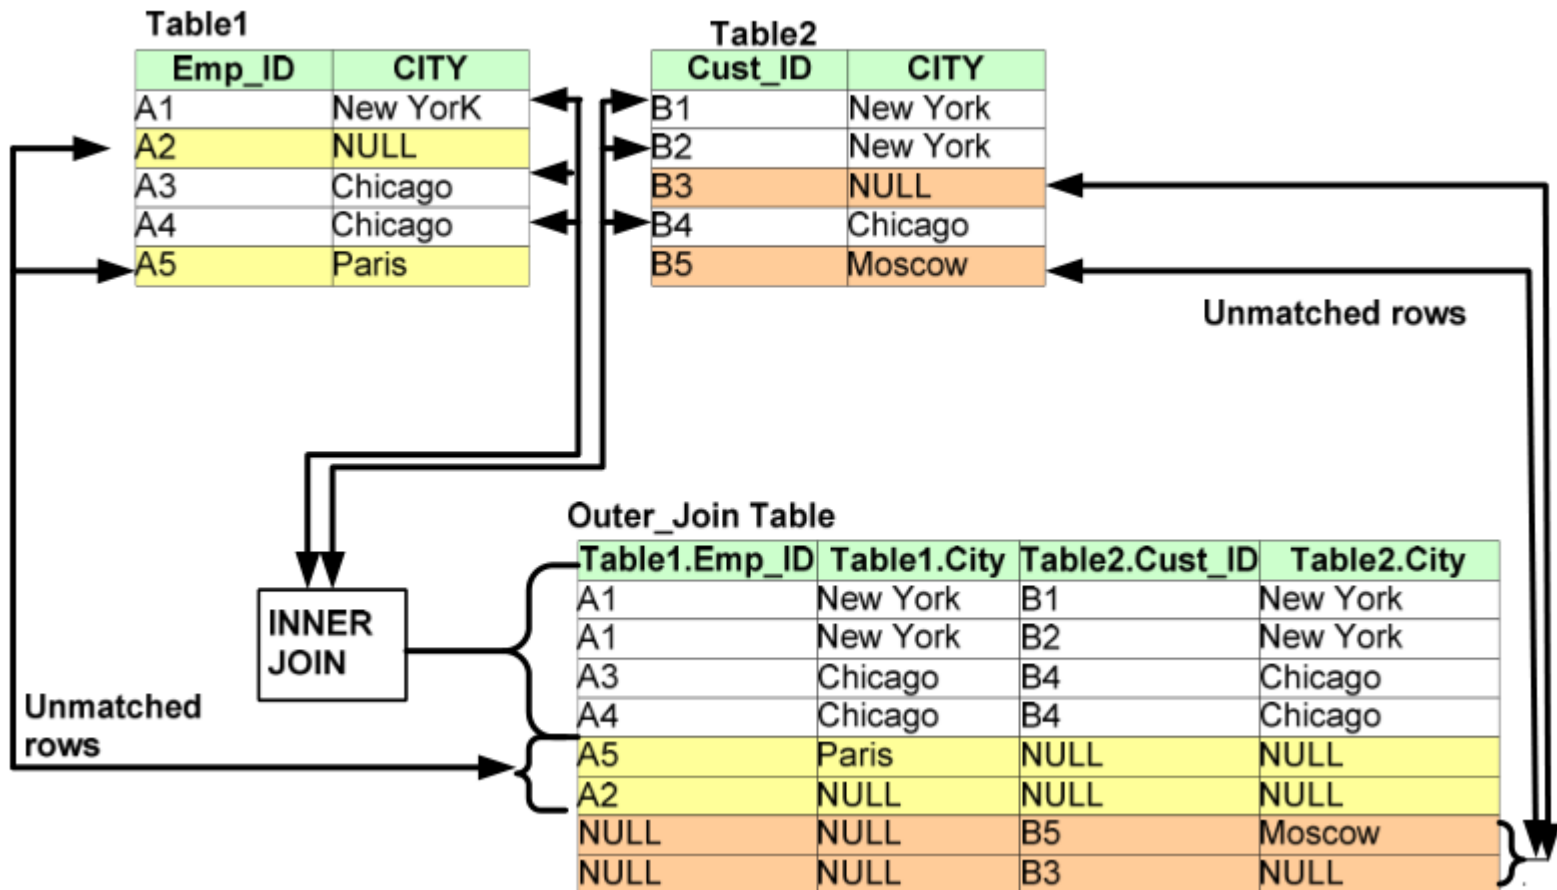 Table1
Emp_ID CITY
A1 New YorK
A2 NULL
A3 Chicago
A4 Chicago
A5 Paris
Table2
Cust_ID CITY
B1 New York
B2 New York
B3 NULL
B4 Chicago
B5 Moscow
Unmatched rows
Outer_Join Table
Table1.Emp_ID Table1.City Table2.Cust_ID Table2.City
A1 New York B1 New York
A1 New York B2 New York
A3 Chicago B4 Chicago
A4 Chicago B4 Chicago
A5 Paris NULL NULL
A2 NULL NULL NULL
NULL NULL B5 Moscow
NULL NULL B3 NULL
INNER
JOIN
Unmatched
rows